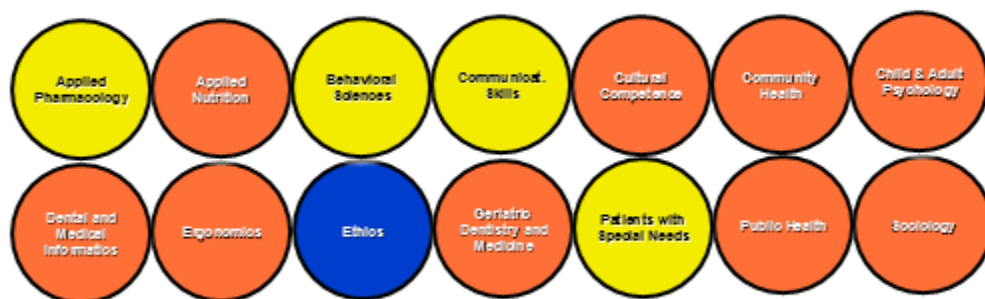 Applied
Pharmacology
Applied
Nutrition
Behavioral
Sciences
Communicat.
Skills
Cultural
Competance
Community
Health
Child & Adult
Psychology
Dental and
Medical
Informatics
Ergonomics
Ethics
Geriatric
Dentistry and
Medicine
Patients with
Special Needs
Public Health
Sociology